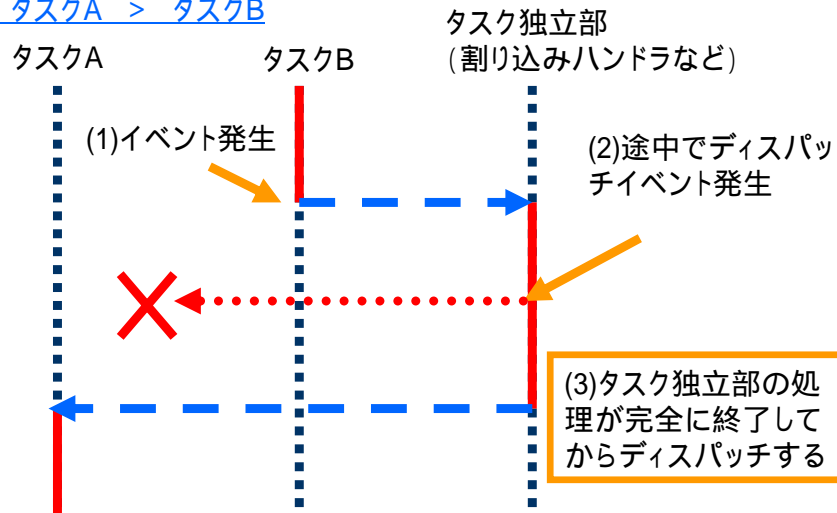 タスクA > タスクB
タスク独立部
(割り込みハンドラなど)
タスクA
タスクB
(1)イベント発生
(2)途中でディスパッ
チイベント発生
(3)タスク独立部の処
理が完全に終了して
からディスパッチする